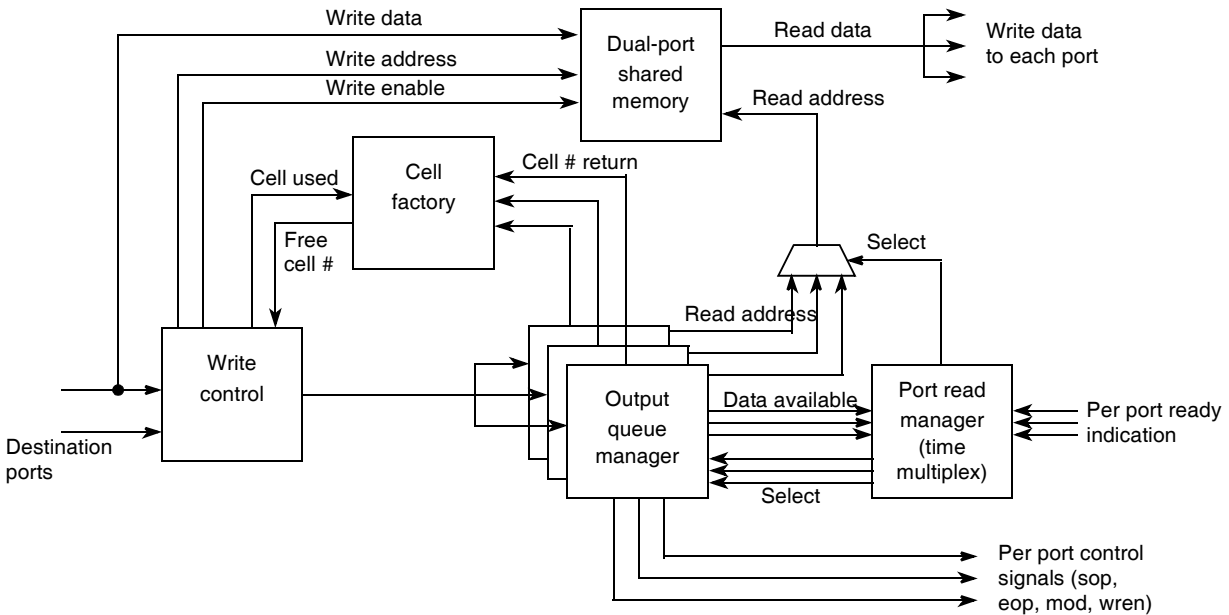 Write data
Write address
Write enable
Dual-port
shared
memory
Read data
Write data
to each port
Read address
Cell # return
Cell used
Cell
factory
Free
cell #
Select
Read address
Write
control
Destination
ports
Output
queue
manager
Data available
Select
Port read
manager
(time
multiplex)
Per port ready
indication
Per port control
signals (sop,
eop, mod, wren)